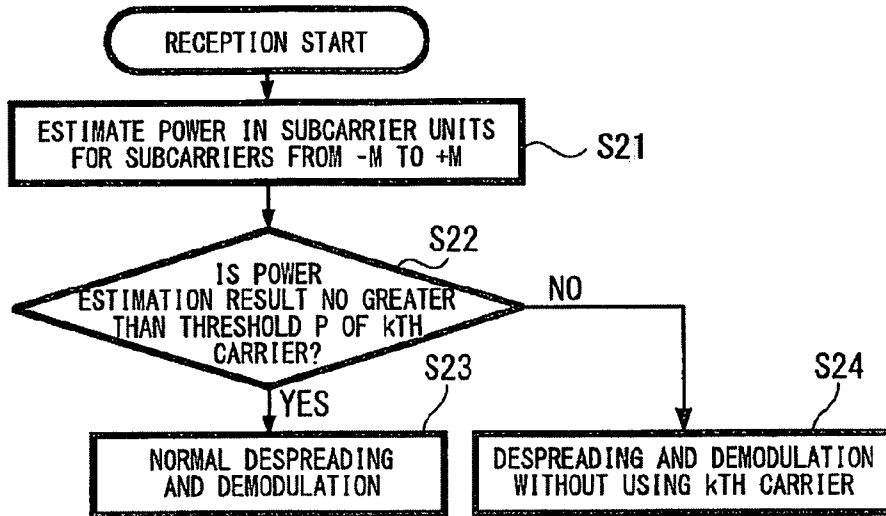 RECEPTION START
ESTIMATE POWER IN SUBCARRIER UNITS
FOR SUBCARRIERS FROM -M TO +M
S21
S22
IS POWER
ESTIMATION RESULT NO GREATER
THAN THRESHOLD P OF kTH
CARRIER?
NO
YES
S23
NORMAL DESPREADING
AND DEMODULATION
S24
DESPREADING AND DEMODULATION
WITHOUT USING kTH CARRIER